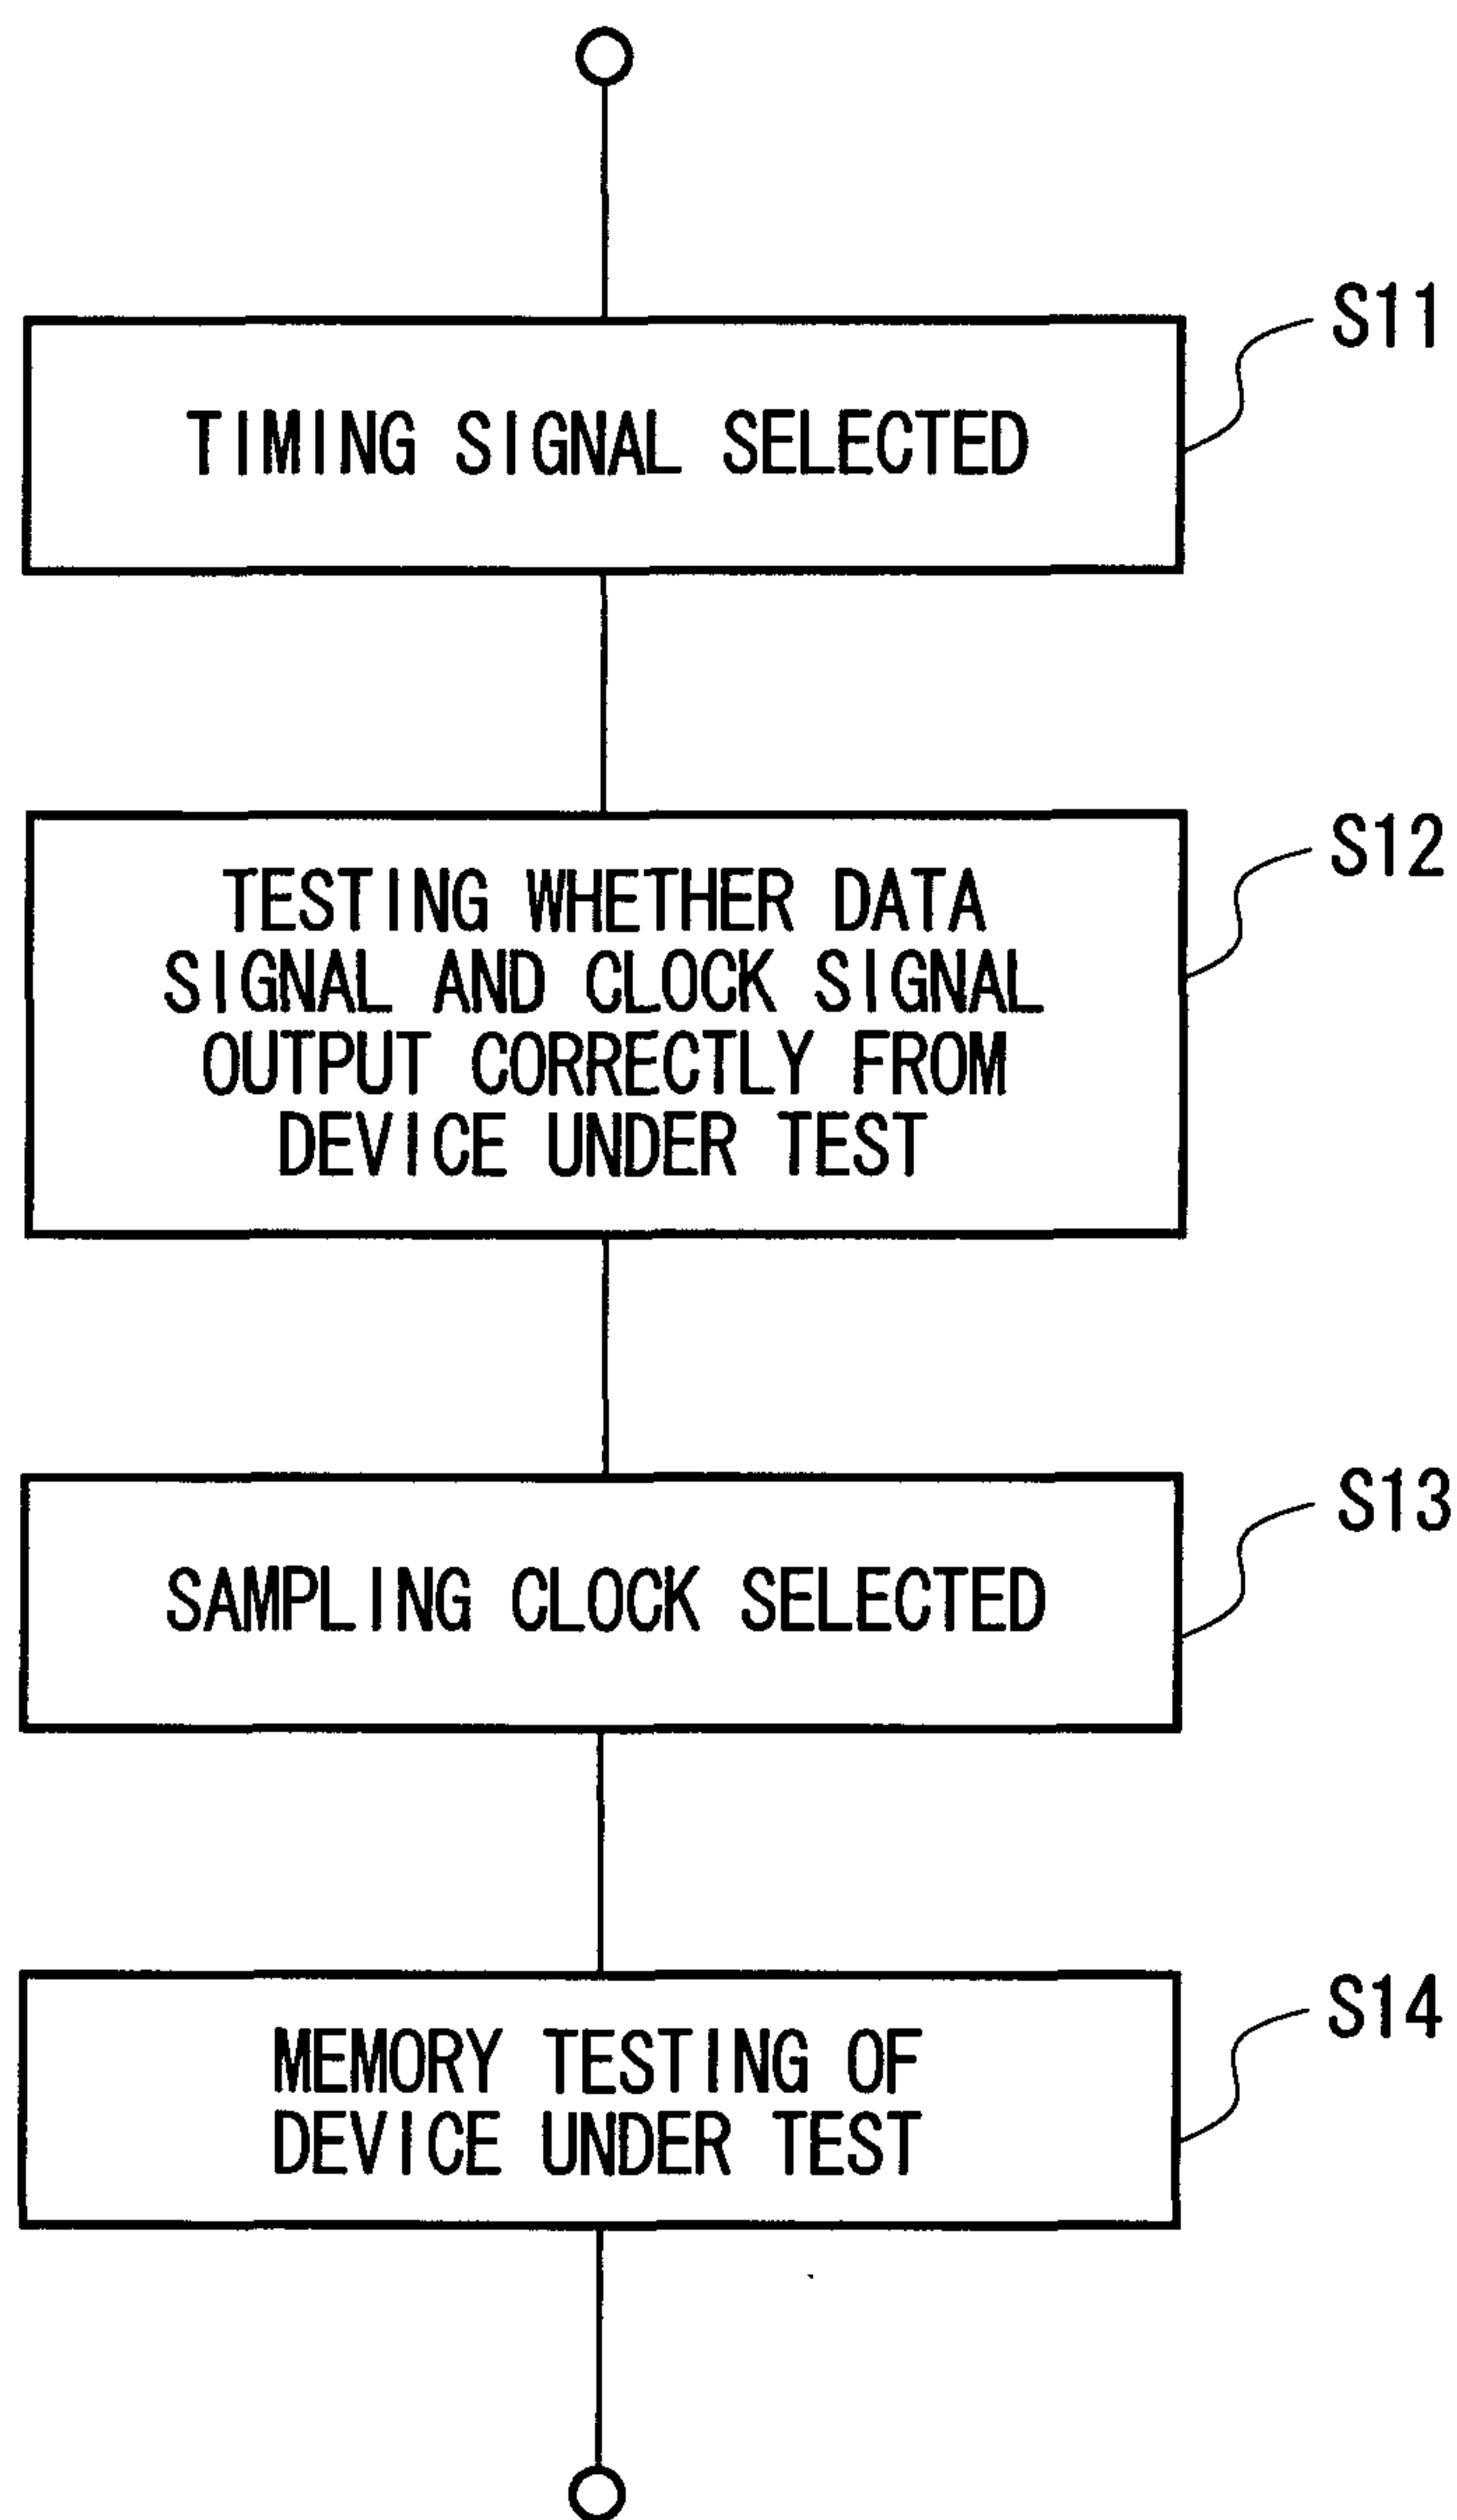 S11
TIMING SIGNAL SELECTED
S12
TESTING WHETHER DATA
SIGNAL AND CLOCK SIGNAL
OUTPUT CORRECTLY FROM
DEVICE UNDER TEST
S13
SAMPLING CLOCK SELECTED
S14
MEMORY TESTING OF
DEVICE UNDER TEST